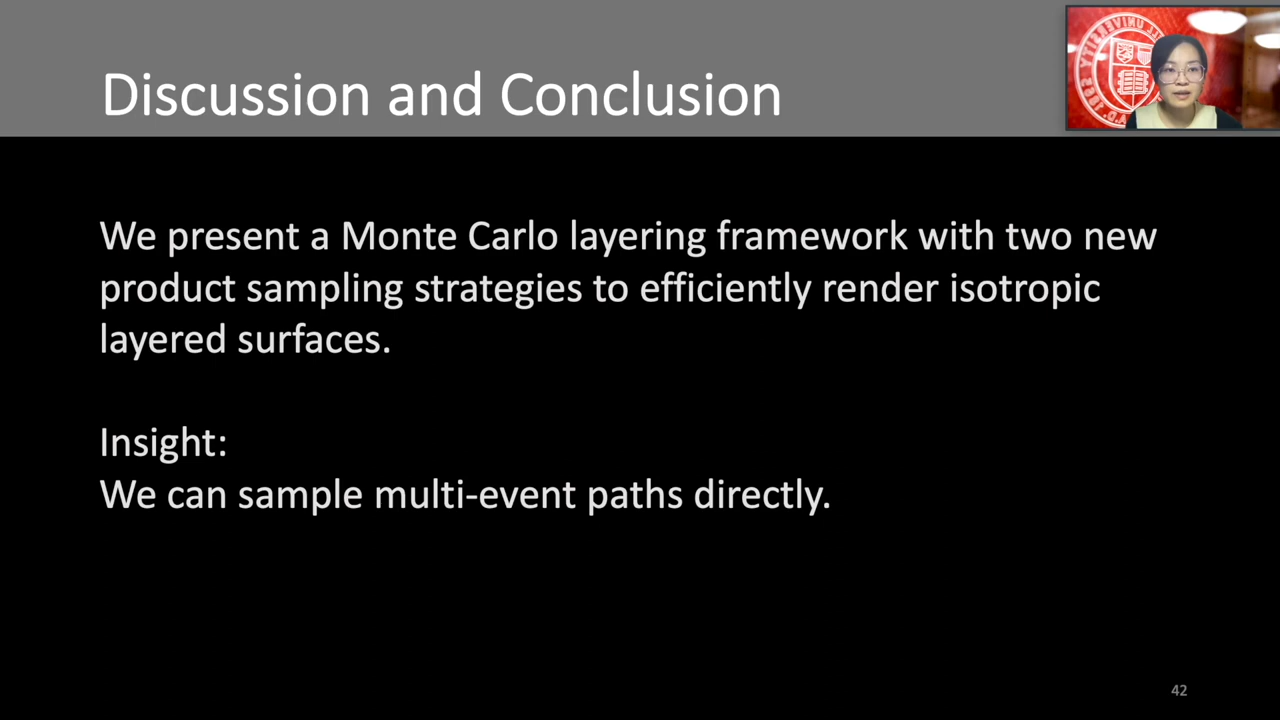 Discussion and Conclusion
We present a Monte Carlo layering framework with two new
product sampling strategies to efficiently render isotropic
layered surfaces.
Insight:
We can sample multi-event paths directly.
42